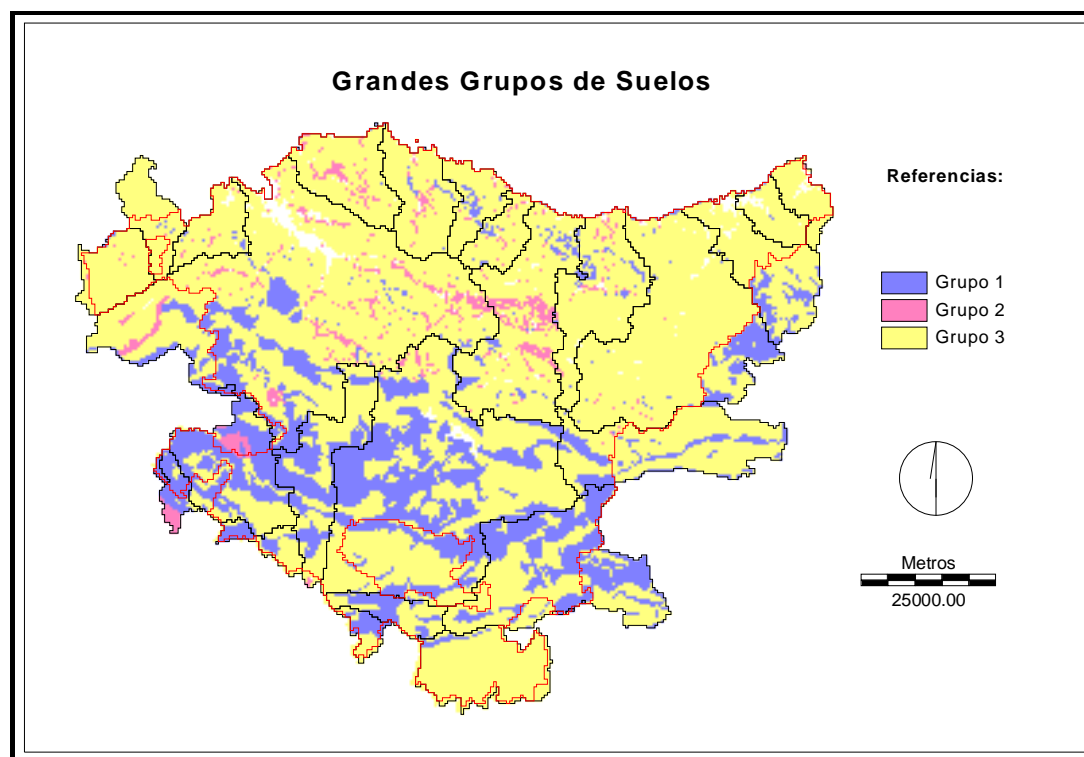 Grandes Grupos de Suelos
Referencias:
Grupo 1
Grupo 2
Grupo 3
Metros
25000.00